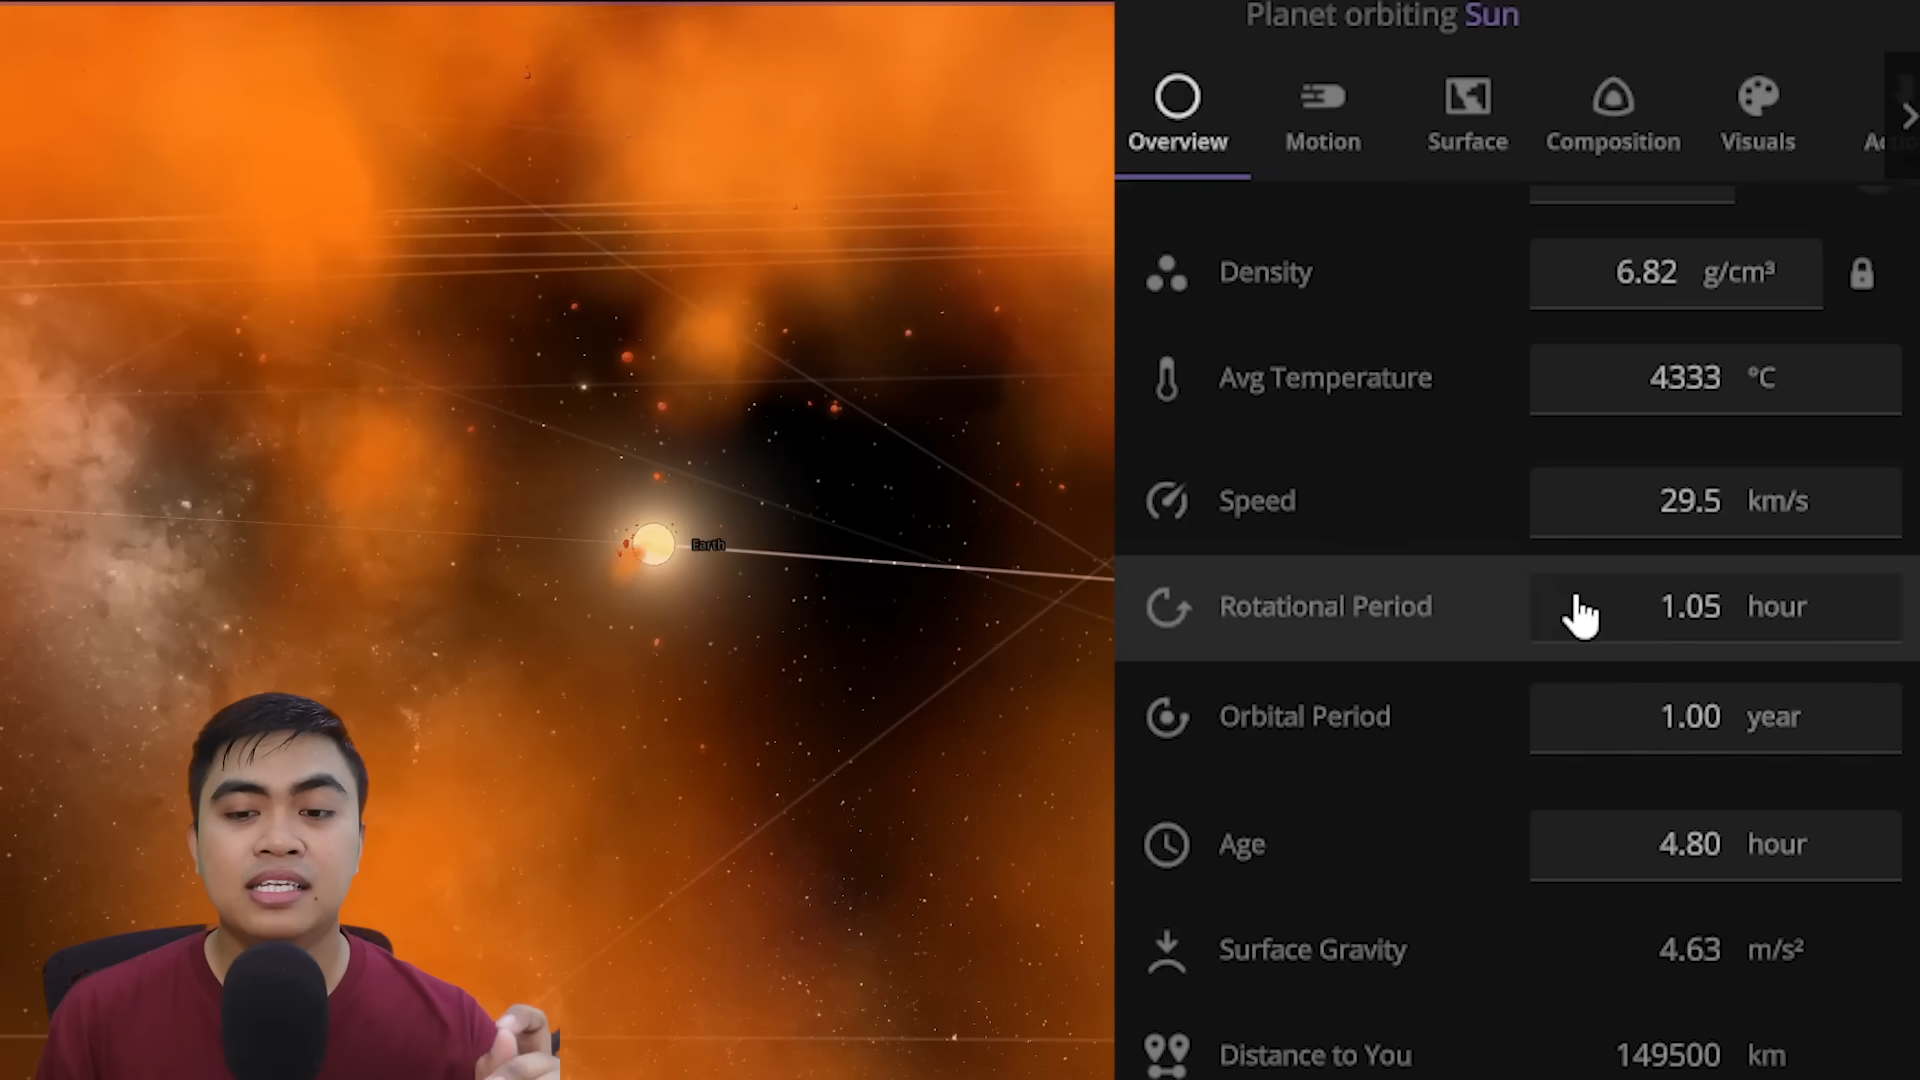 Planet orbiting Sun
Overview
Motion
Surface
Composition
Visuals
Density 6.82 g/cm³
Avg Temperature 4333 °C
Speed 29.5 km/s
Earth
Rotational Period 1.05 hour
Orbital Period 1.00 year
Age 4.80 hour
Surface Gravity 4.63 m/s²
Distance to You 149500 km